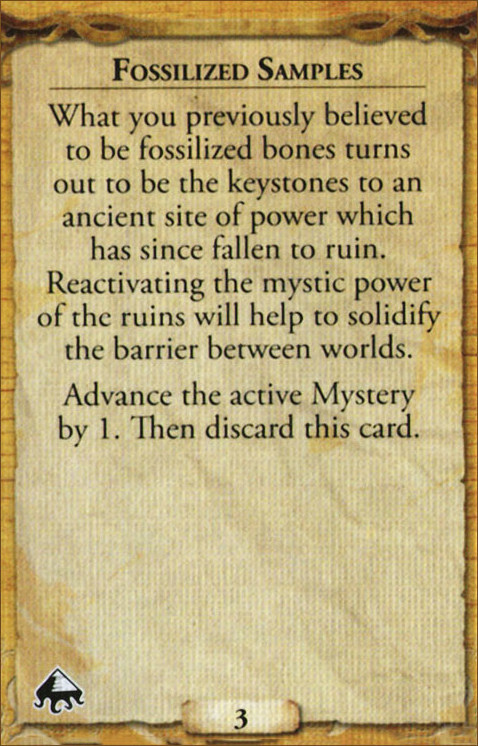 Fossilized Samples
What you previously believed
to be fossilized bones turns
out to be the keystones to an
ancient site of power which
has since fallen to ruin.
Reactivating the mystic power
of the ruins will help to solidify
the barrier between worlds.
Advance the active Mystery
by 1. Then discard this card.
3